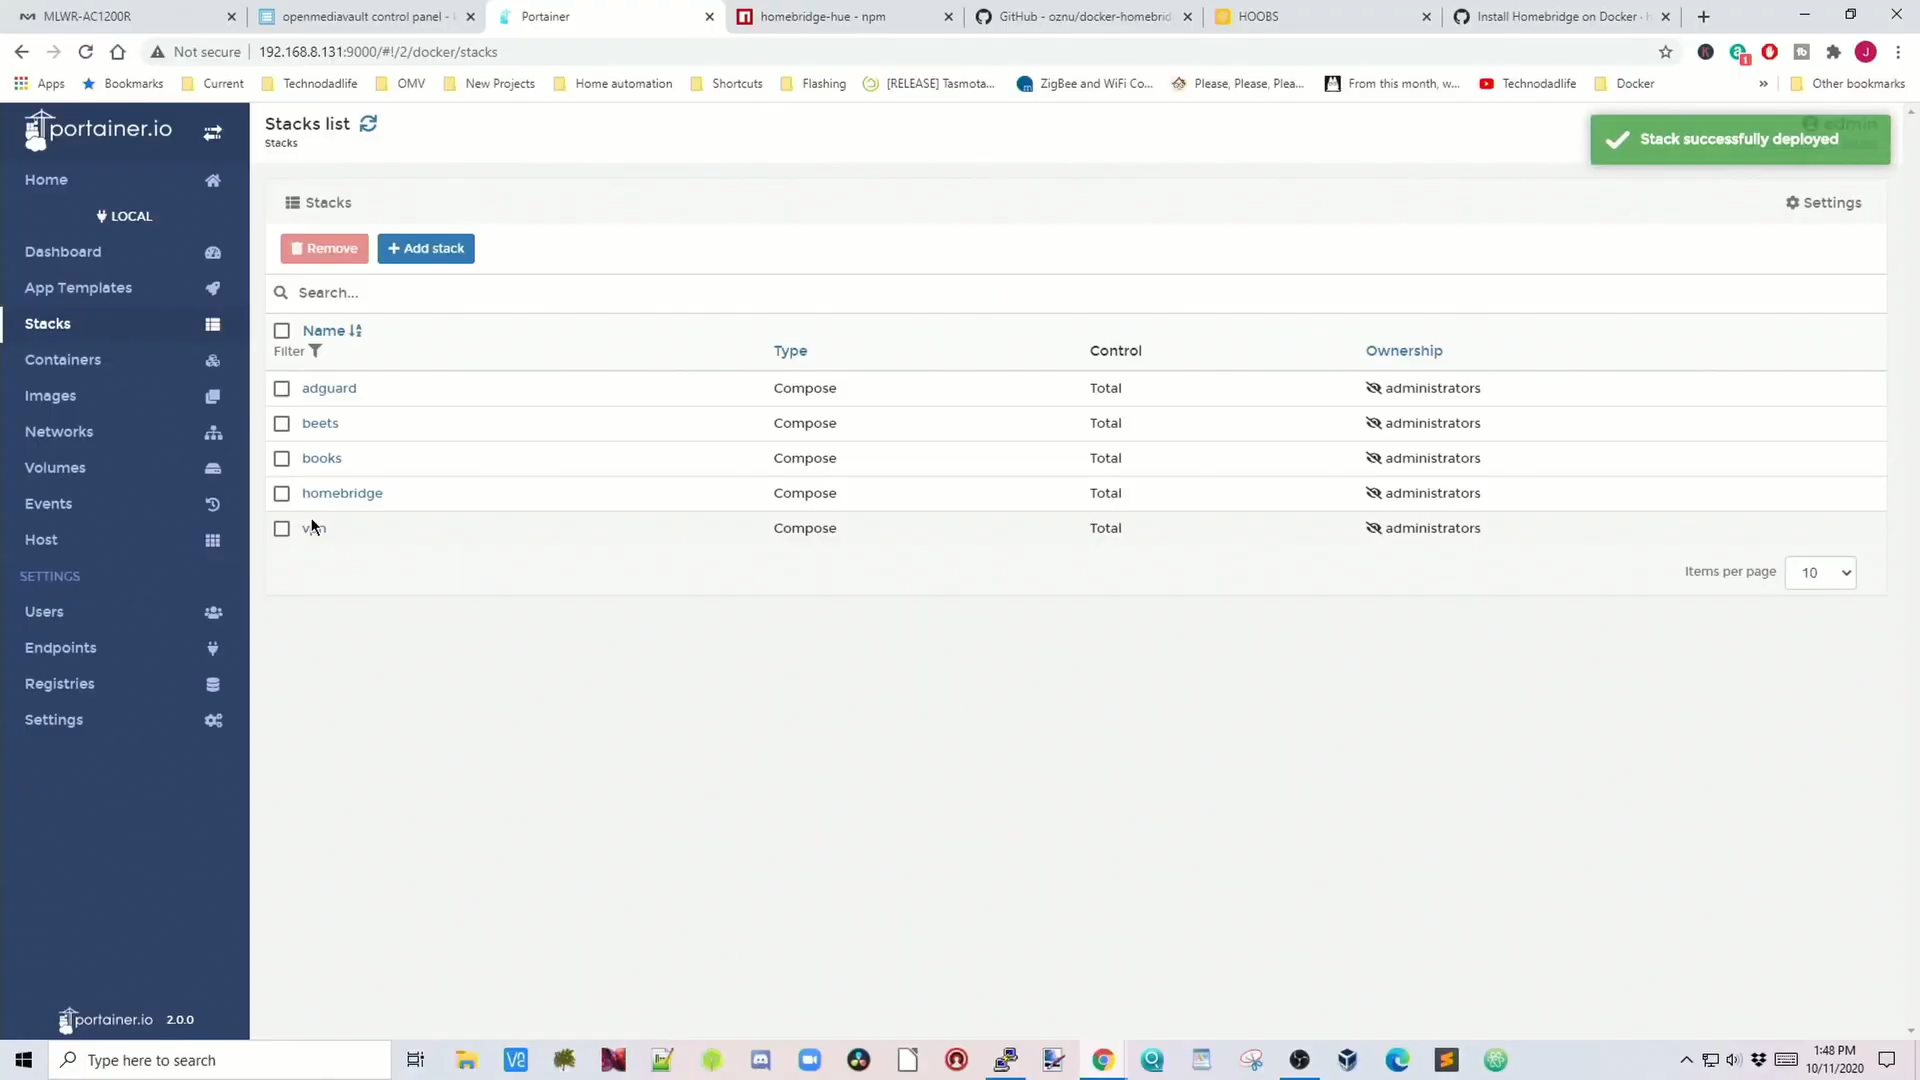 MLWR-AC1200R
openmediavault control panel -
Portainer
homebridge-hue - npm
GitHub - oznu/docker-homebrid
HOOBS
Install Homebridge on Docker ·
Not secure
192.168.8.131:9000/#!/2/docker/stacks
Apps
Bookmarks
Current
Technodadlife
OMV
New Projects
Home automation
Shortcuts
Flashing
[RELEASE] Tasmota...
ZigBee and WiFi Co...
Please, Please, Plea...
From this month, w...
Technodadlife
Docker
»
Other bookmarks
portainer.io
Stacks list
Stacks
admin
Stack successfully deployed
Home
LOCAL
Dashboard
App Templates
Stacks
Containers
Images
Networks
Volumes
Events
Host
SETTINGS
Users
Endpoints
Registries
Settings
portainer.io 2.0.0
Stacks
Settings
Remove
+ Add stack
Search...
Name
Filter
Type
Control
Ownership
adguard Compose Total administrators
beets Compose Total administrators
books Compose Total administrators
homebridge Compose Total administrators
Compose Total administrators
Items per page 10
Type here to search
1:48 PM
10/11/2020